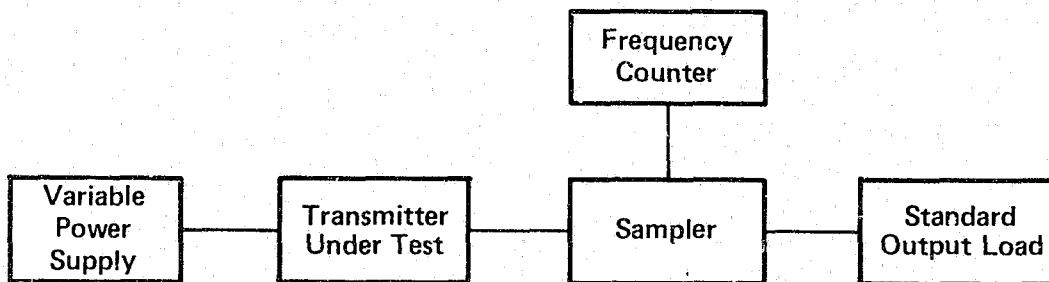 Frequency
Counter
Variable
Power
Supply
Transmitter
Under Test
Sampler
Standard
Output Load